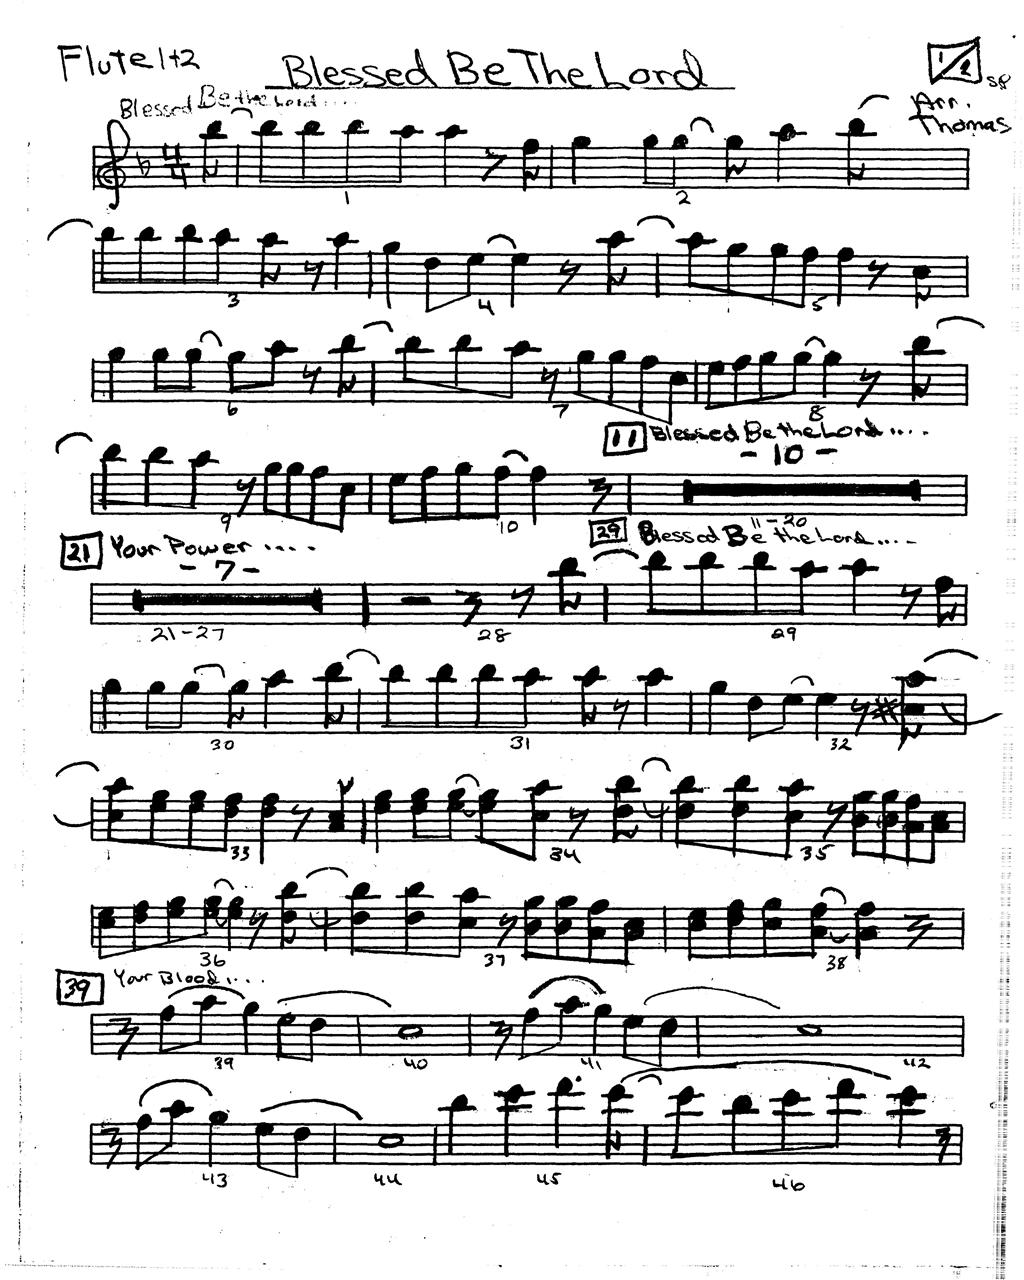 Flute 1+2
Blessed Be The Lord
1/2
Blessed Be the Lord....
Arr.
Thomas
4
4
1 2
3 4 5
6 7 8
11 Blessed Be the Lord....
- 10 -
9 10
11-20
21 Your Power....
- 7 -
29 Blessed Be the Lord....
21-27 28 29
30 31 32
33 34 35
36 37 38
39 Your Blood....
39 40 41 42
43 44 45 46